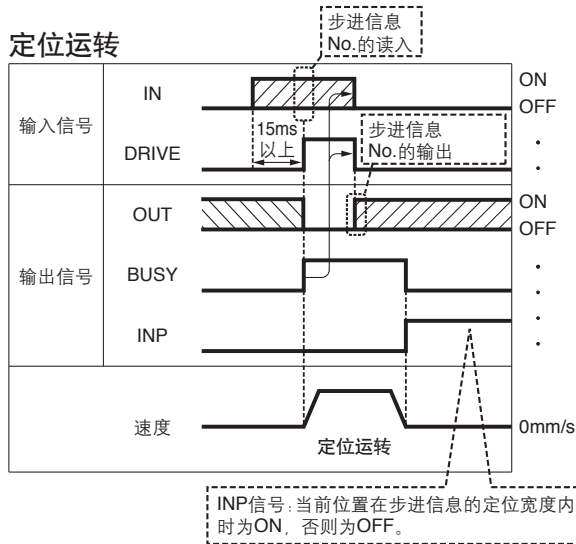 定位运转
步进信息
No.的读入
输入信号
IN
ON
OFF
15ms
以上
DRIVE
步进信息
No.的输出
输出信号
OUT
ON
OFF
BUSY
INP
速度
定位运转
0mm/s
INP信号:当前位置在步进信息的定位宽度内
时为ON，否则为OFF。